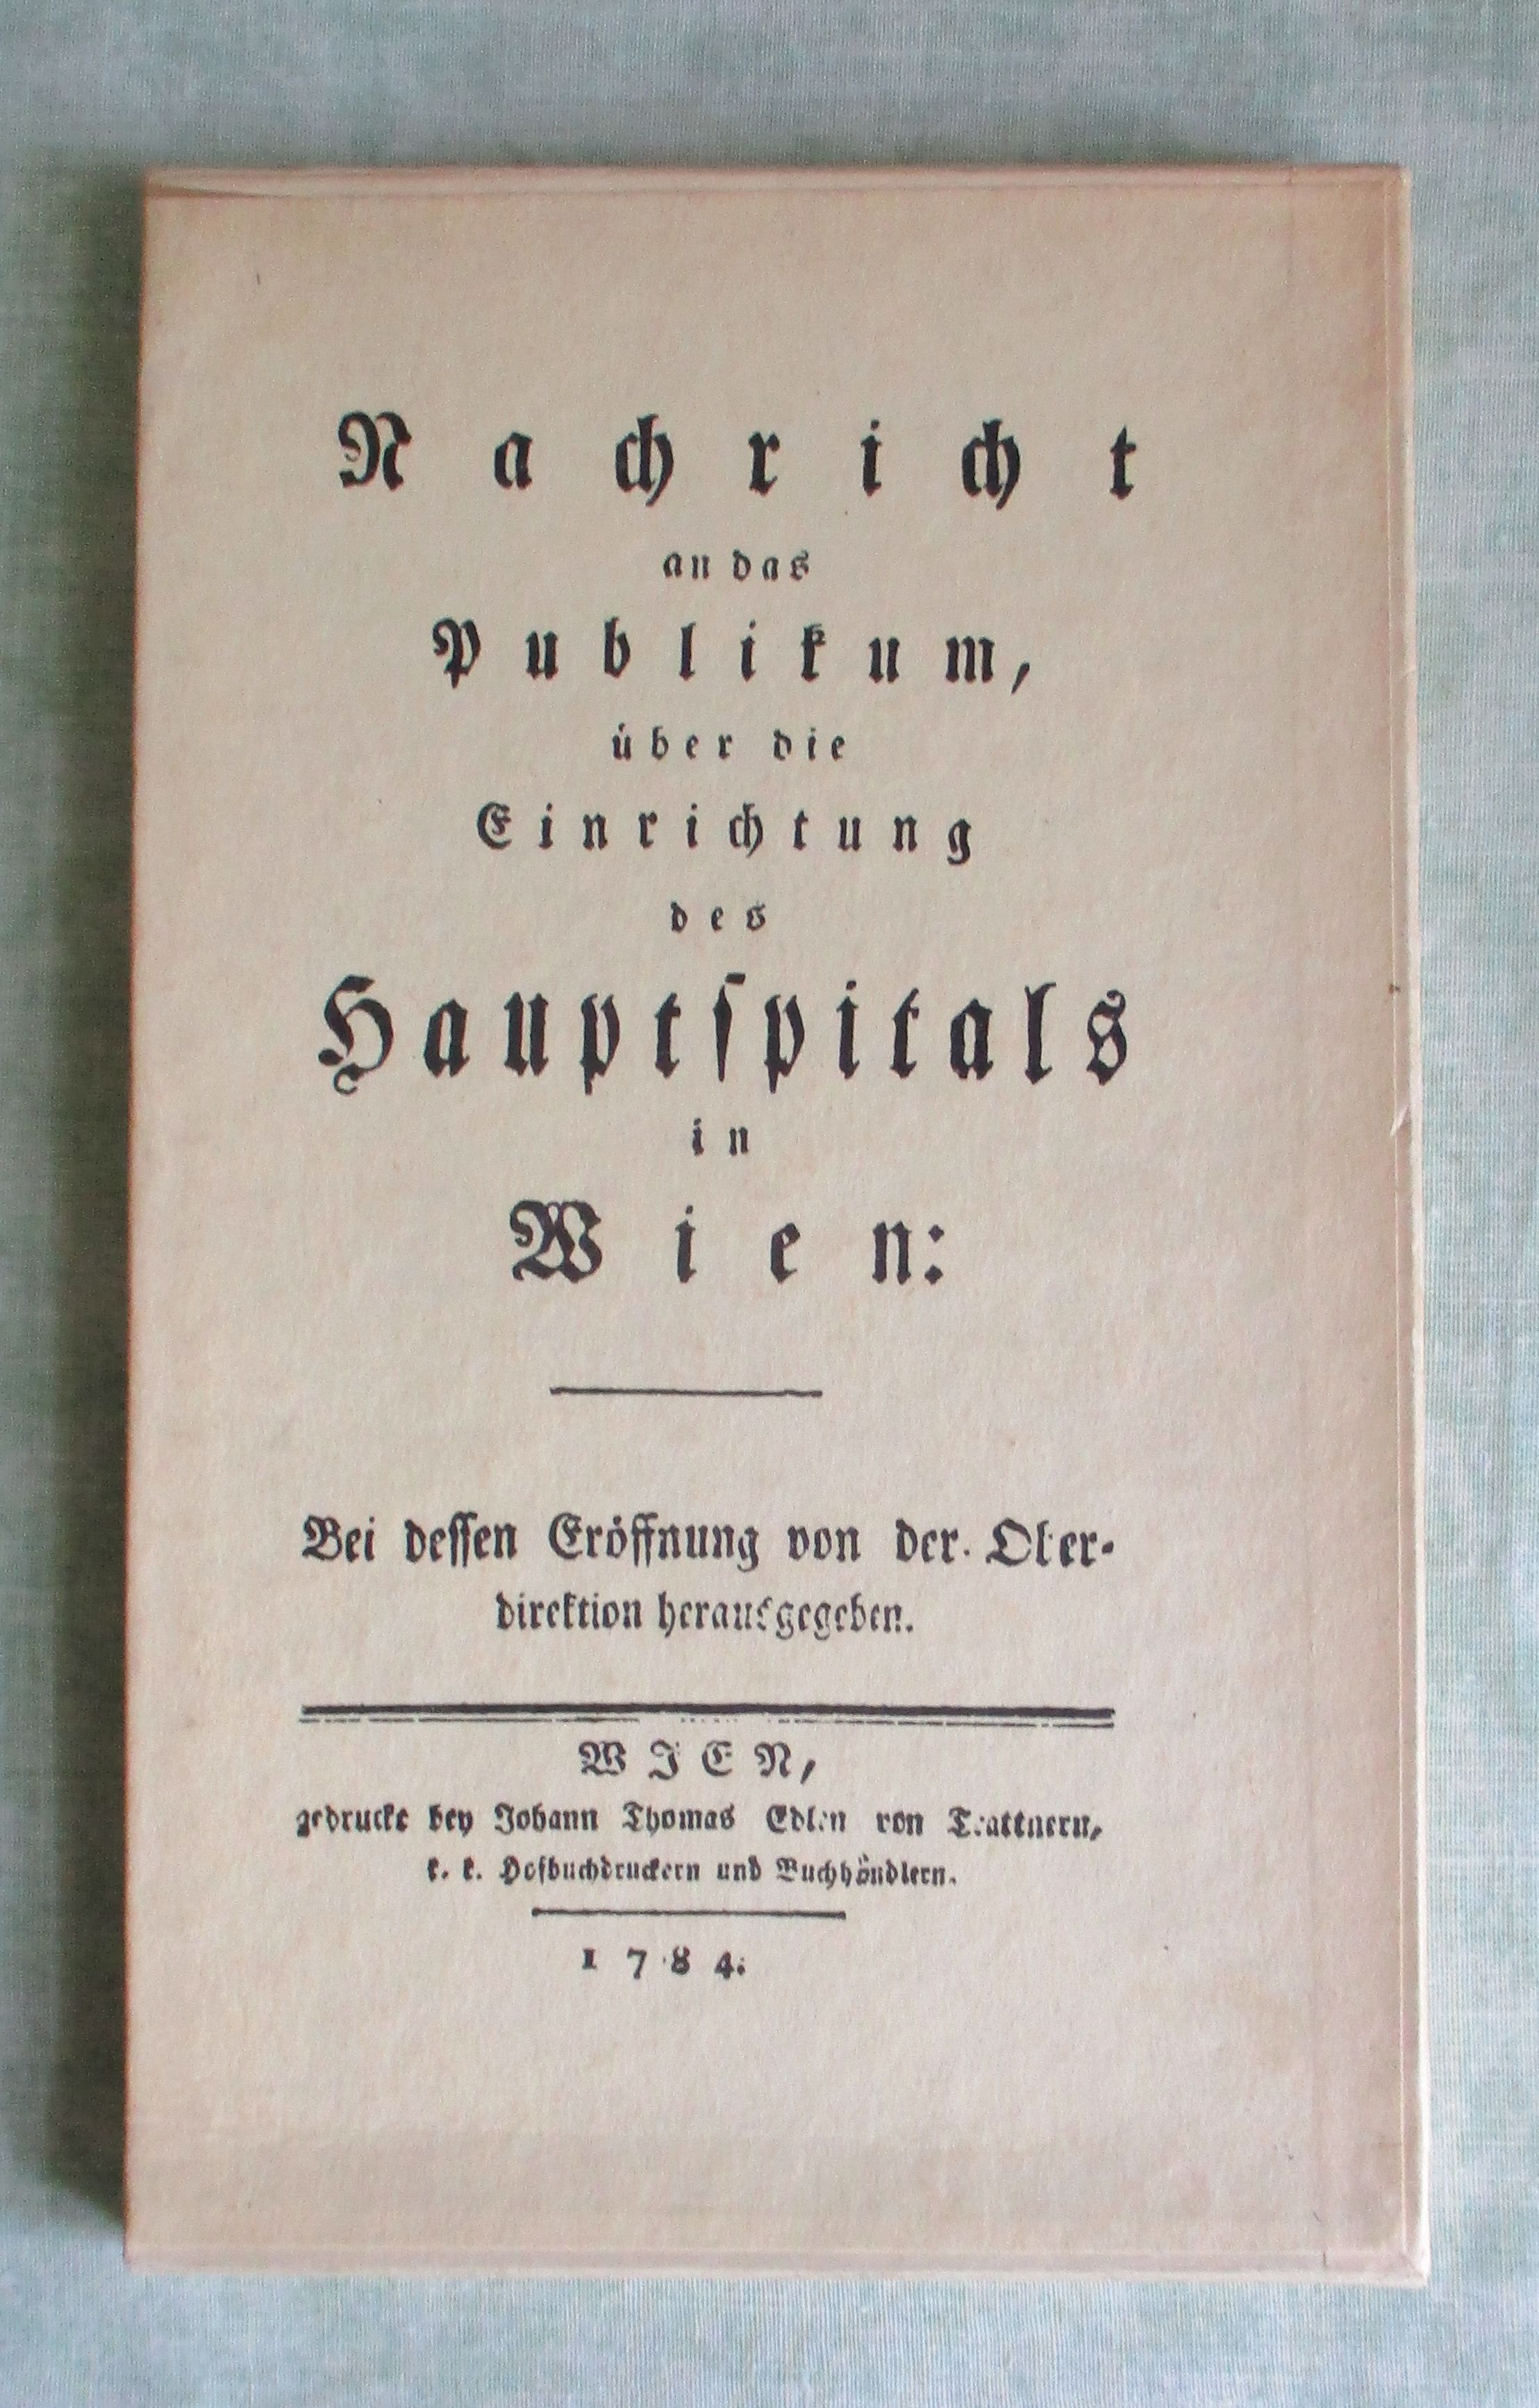 Nachricht
an das
Publikum,
über die
Einrichtung
des
Hauptſpitals
in
Wien:
Bei deſſen Eröffnung von der Ober-
direktion herausgegeben.
WIEN,
gedruckt bey Johann Thomas Edlen von Trattnern,
k. k. Hofbuchdruckern und Buchhändlern.
1784.